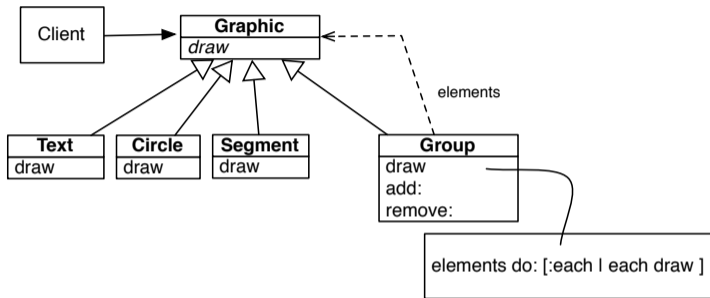 Client
Graphic
draw
elements
Text
draw
Circle
draw
Segment
draw
Group
draw
add:
remove:
elements do: [:each | each draw ]